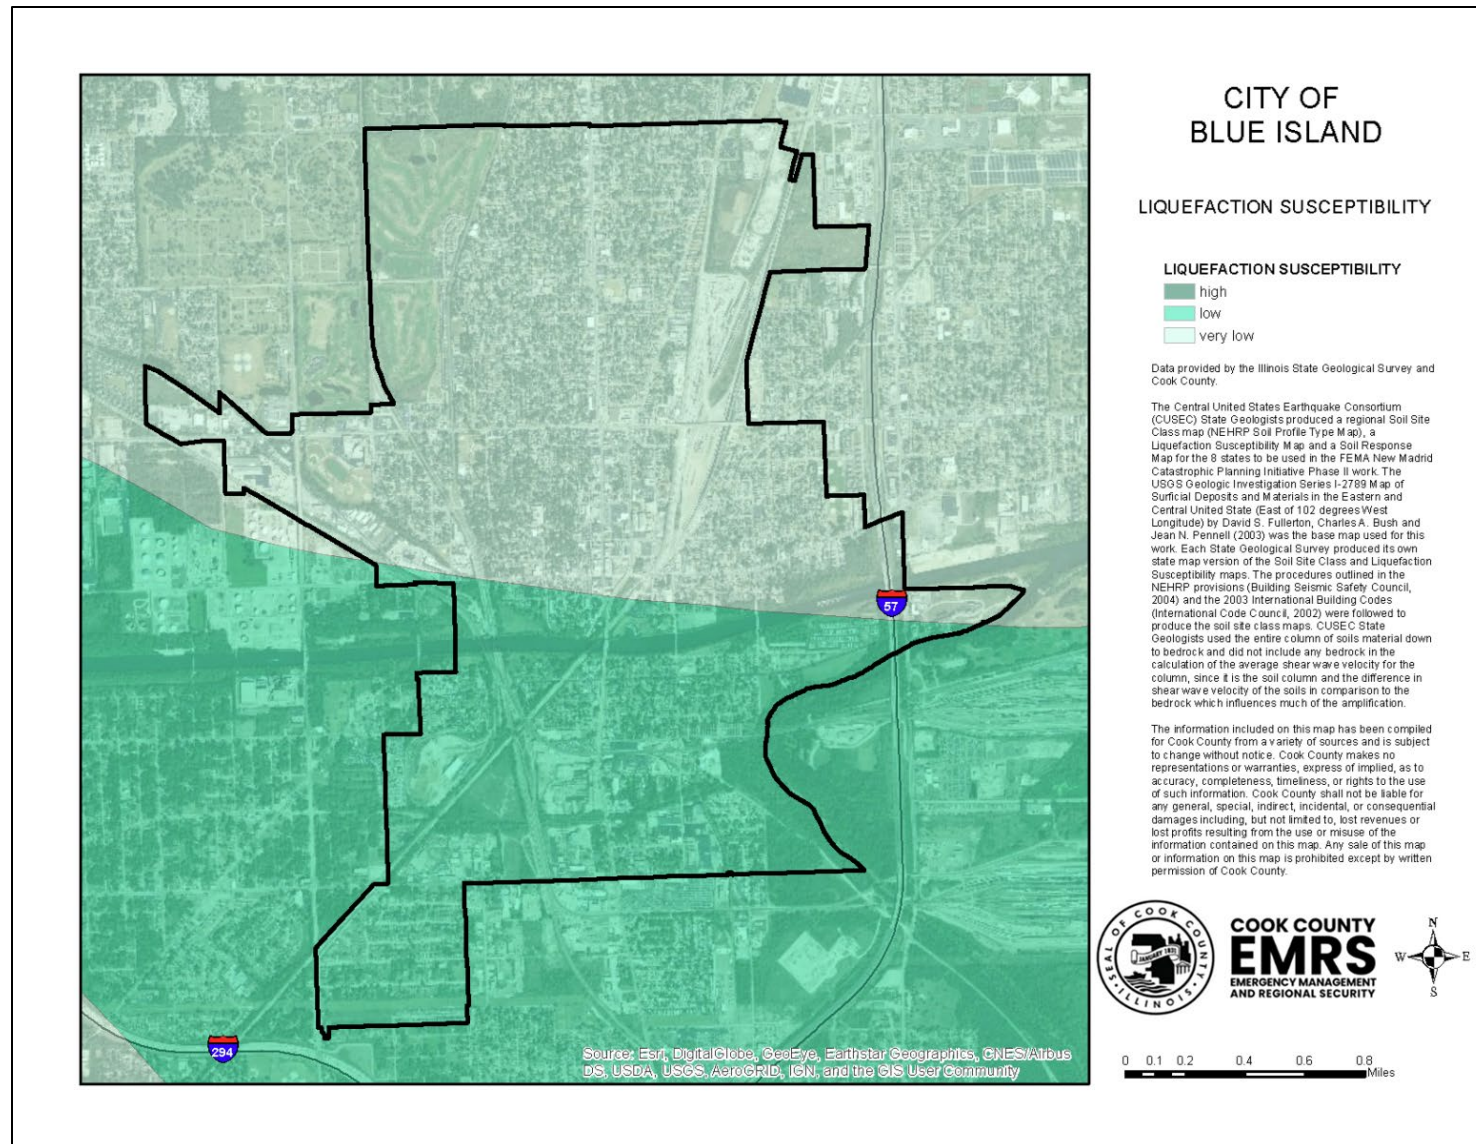 CITY OF
BLUE ISLAND
LIQUEFACTION SUSCEPTIBILITY
LIQUEFACTION SUSCEPTIBILITY
high
low
very low
Data provided by the Illinois State Geological Survey and
Cook County.
The Central United States Earthquake Consortium
(CUSEC) State Geologists produced a regional Soil Site
Class map (NEHRP Soil Profile Type Map), a
Liquefaction Susceptibility Map and a Soil Response
Map for the 8 states to be used in the FEMA New Madrid
Catastrophic Planning Initiative Phase II work. The
USGS Geologic Investigation Series I-2789 Map of
Surficial Deposits and Materials in the Eastern and
Central United State (East of 102 degrees West
Longitude) by David S. Fullerton, Charles A. Bush and
Jean N. Pennell (2003) was the base map used for this
work. Each State Geological Survey produced its own
state map version of the Soil Site Class and Liquefaction
Susceptibility maps. The procedures outlined in the
NEHRP provisions (Building Seismic Safety Council,
2004) and the 2003 International Building Codes
(International Code Council, 2002) were followed to
produce the soil site class maps. CUSEC State
Geologists used the entire column of soils material down
to bedrock and did not include any bedrock in the
calculation of the average shear wave velocity for the
column, since it is the soil column and the difference in
shear wave velocity of the soils in comparison to the
bedrock which influences much of the amplification.
The information included on this map has been compiled
for Cook County from a variety of sources and is subject
to change without notice. Cook County makes no
representations or warranties, express of implied, as to
accuracy, completeness, timeliness, or rights to the use
of such information. Cook County shall not be liable for
any general, special, indirect, incidental, or consequential
damages including, but not limited to, lost revenues or
lost profits resulting from the use or misuse of the
information contained on this map. Any sale of this map
or information on this map is prohibited except by written
permission of Cook County.
57
294
Source: Esri, DigitalGlobe, GeoEye, Earthstar Geographics, CNES/Airbus
DS, USDA, USGS, AeroGRID, IGN, and the GIS User Community
SEAL OF COOK COUNTY
JANUARY 1831
ILLINOIS
COOK COUNTY
EMRS
EMERGENCY MANAGEMENT
AND REGIONAL SECURITY
N
W E
S
0 0.1 0.2 0.4 0.6 0.8
Miles